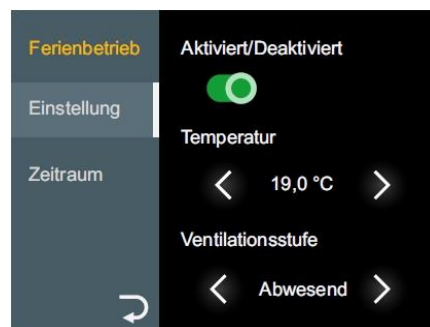 Ferienbetrieb
Einstellung
Zeitraum
Aktiviert/Deaktiviert
Temperatur
19,0 °C
Ventilationsstufe
Abwesend